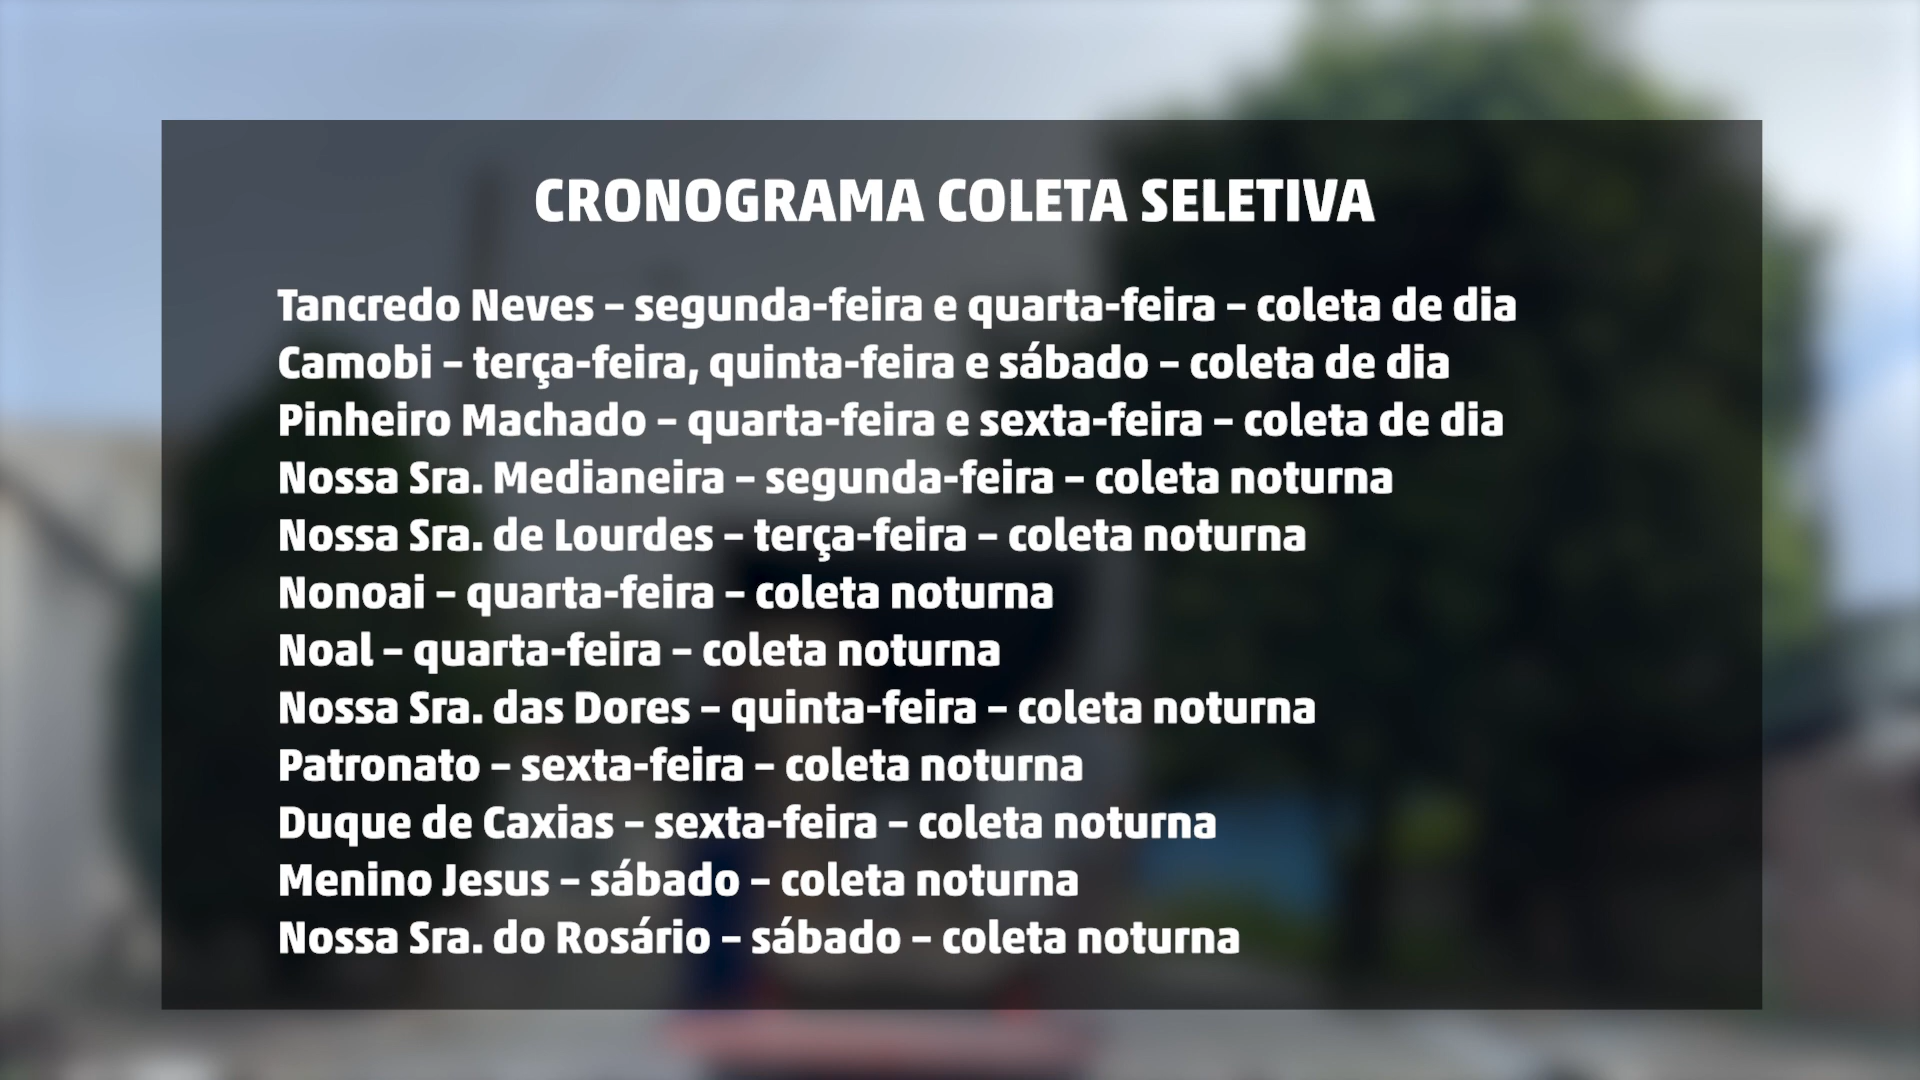 CRONOGRAMA COLETA SELETIVA
Tancredo Neves – segunda-feira e quarta-feira – coleta de dia
Camobi – terça-feira, quinta-feira e sábado – coleta de dia
Pinheiro Machado – quarta-feira e sexta-feira – coleta de dia
Nossa Sra. Medianeira – segunda-feira – coleta noturna
Nossa Sra. de Lourdes – terça-feira – coleta noturna
Nonoai – quarta-feira – coleta noturna
Noal – quarta-feira – coleta noturna
Nossa Sra. das Dores – quinta-feira – coleta noturna
Patronato – sexta-feira – coleta noturna
Duque de Caxias – sexta-feira – coleta noturna
Menino Jesus – sábado – coleta noturna
Nossa Sra. do Rosário – sábado – coleta noturna